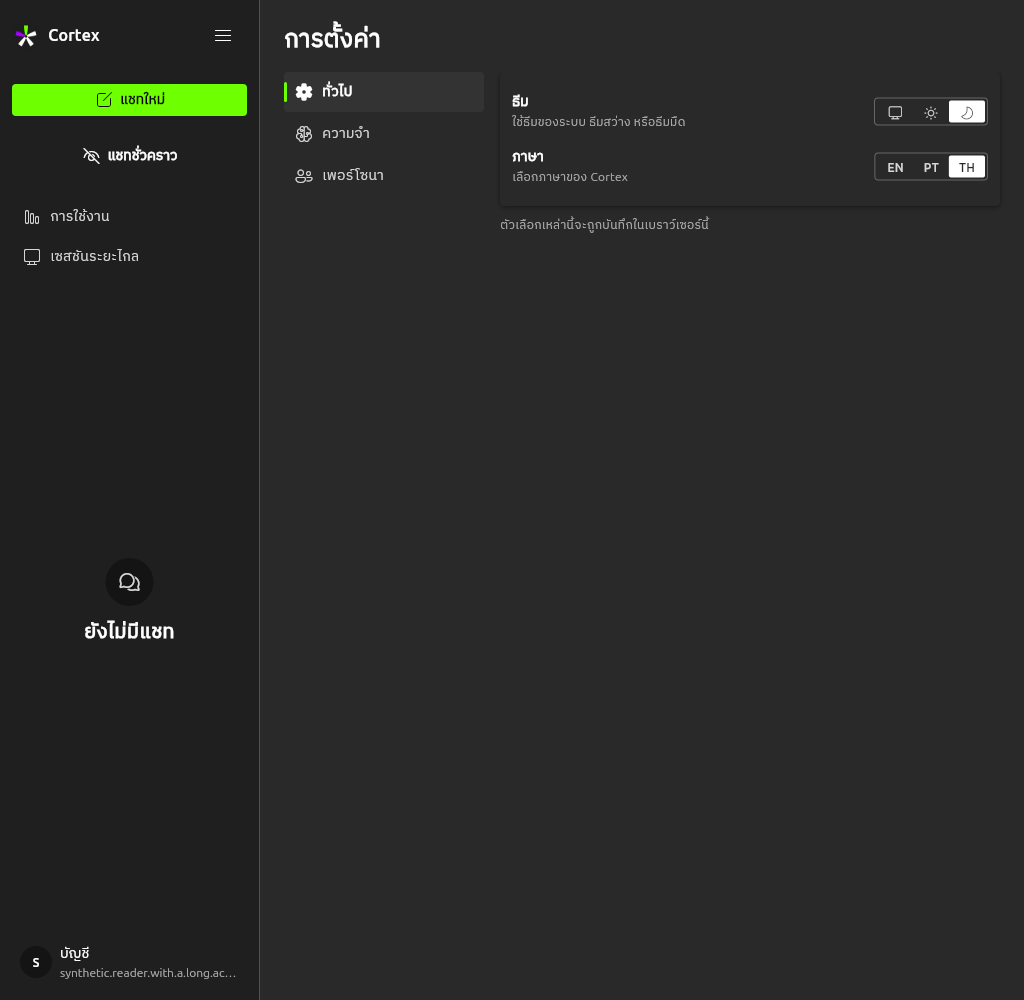 Cortex
แชทใหม่
แชทชั่วคราว
การใช้งาน
เซสชันระยะไกล
ยังไม่มีแชท
S
บัญชี
synthetic.reader.with.a.long.ac...
การตั้งค่า
ทั่วไป
ความจำ
เพอร์โซนา
ธีม
ใช้ธีมของระบบ ธีมสว่าง หรือธีมมืด
ภาษา
เลือกภาษาของ Cortex
EN PT TH
ตัวเลือกเหล่านี้จะถูกบันทึกในเบราว์เซอร์นี้